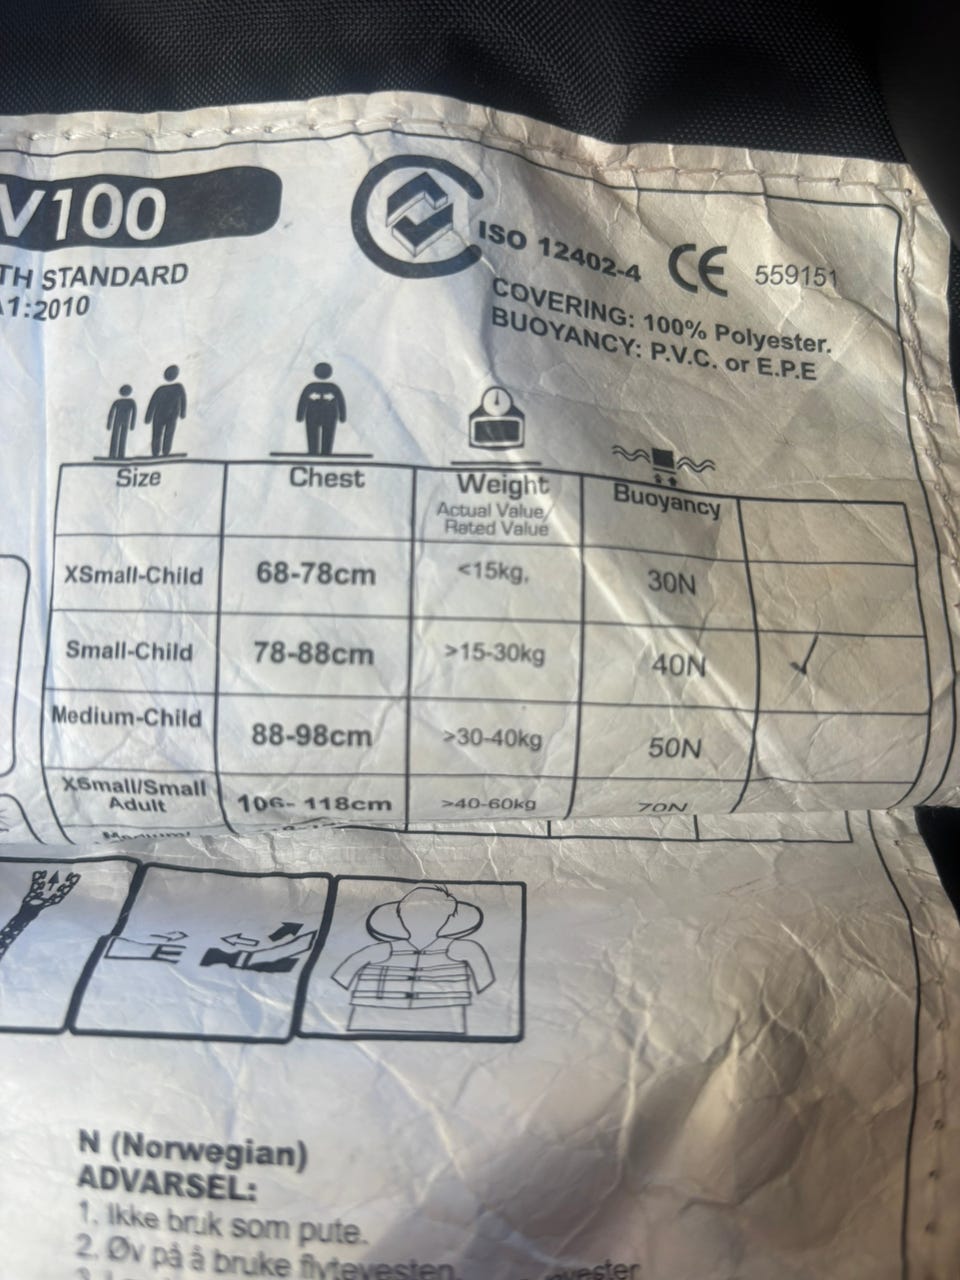 V100
TH STANDARD
A1:2010
ISO 12402-4 CE 559151
COVERING: 100% Polyester.
BUOYANCY: P.V.C. or E.P.E
Size Chest Weight Buoyancy
Actual Value/
Rated Value
XSmall-Child 68-78cm <15kg. 30N
Small-Child 78-88cm >15-30kg 40N ✓
Medium-Child 88-98cm >30-40kg 50N
XSmall/Small
Adult 106- 118cm >40-60kg 70N
N (Norwegian)
ADVARSEL:
1. Ikke bruk som pute.
2. Øv på å bruke flytevesten.